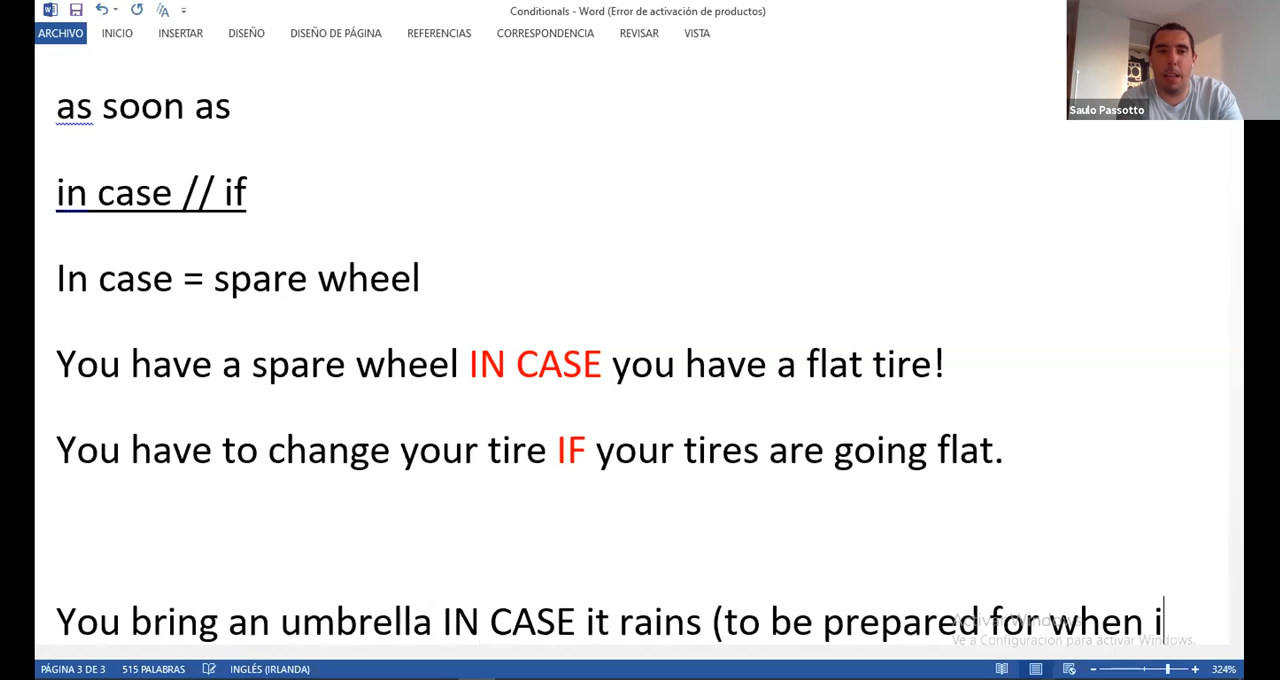 Conditionals - Word (Error de activación de productos)
ARCHIVO INICIO INSERTAR DISEÑO DISEÑO DE PÁGINA REFERENCIAS CORRESPONDENCIA REVISAR VISTA
Saulo Passotto
as soon as
in case // if
In case = spare wheel
You have a spare wheel IN CASE you have a flat tire!
You have to change your tire IF your tires are going flat.
You bring an umbrella IN CASE it rains (to be prepared for when i
Activar Windows
Ve a Configuración para activar Windows.
PÁGINA 3 DE 3 515 PALABRAS INGLÉS (IRLANDA) 324%